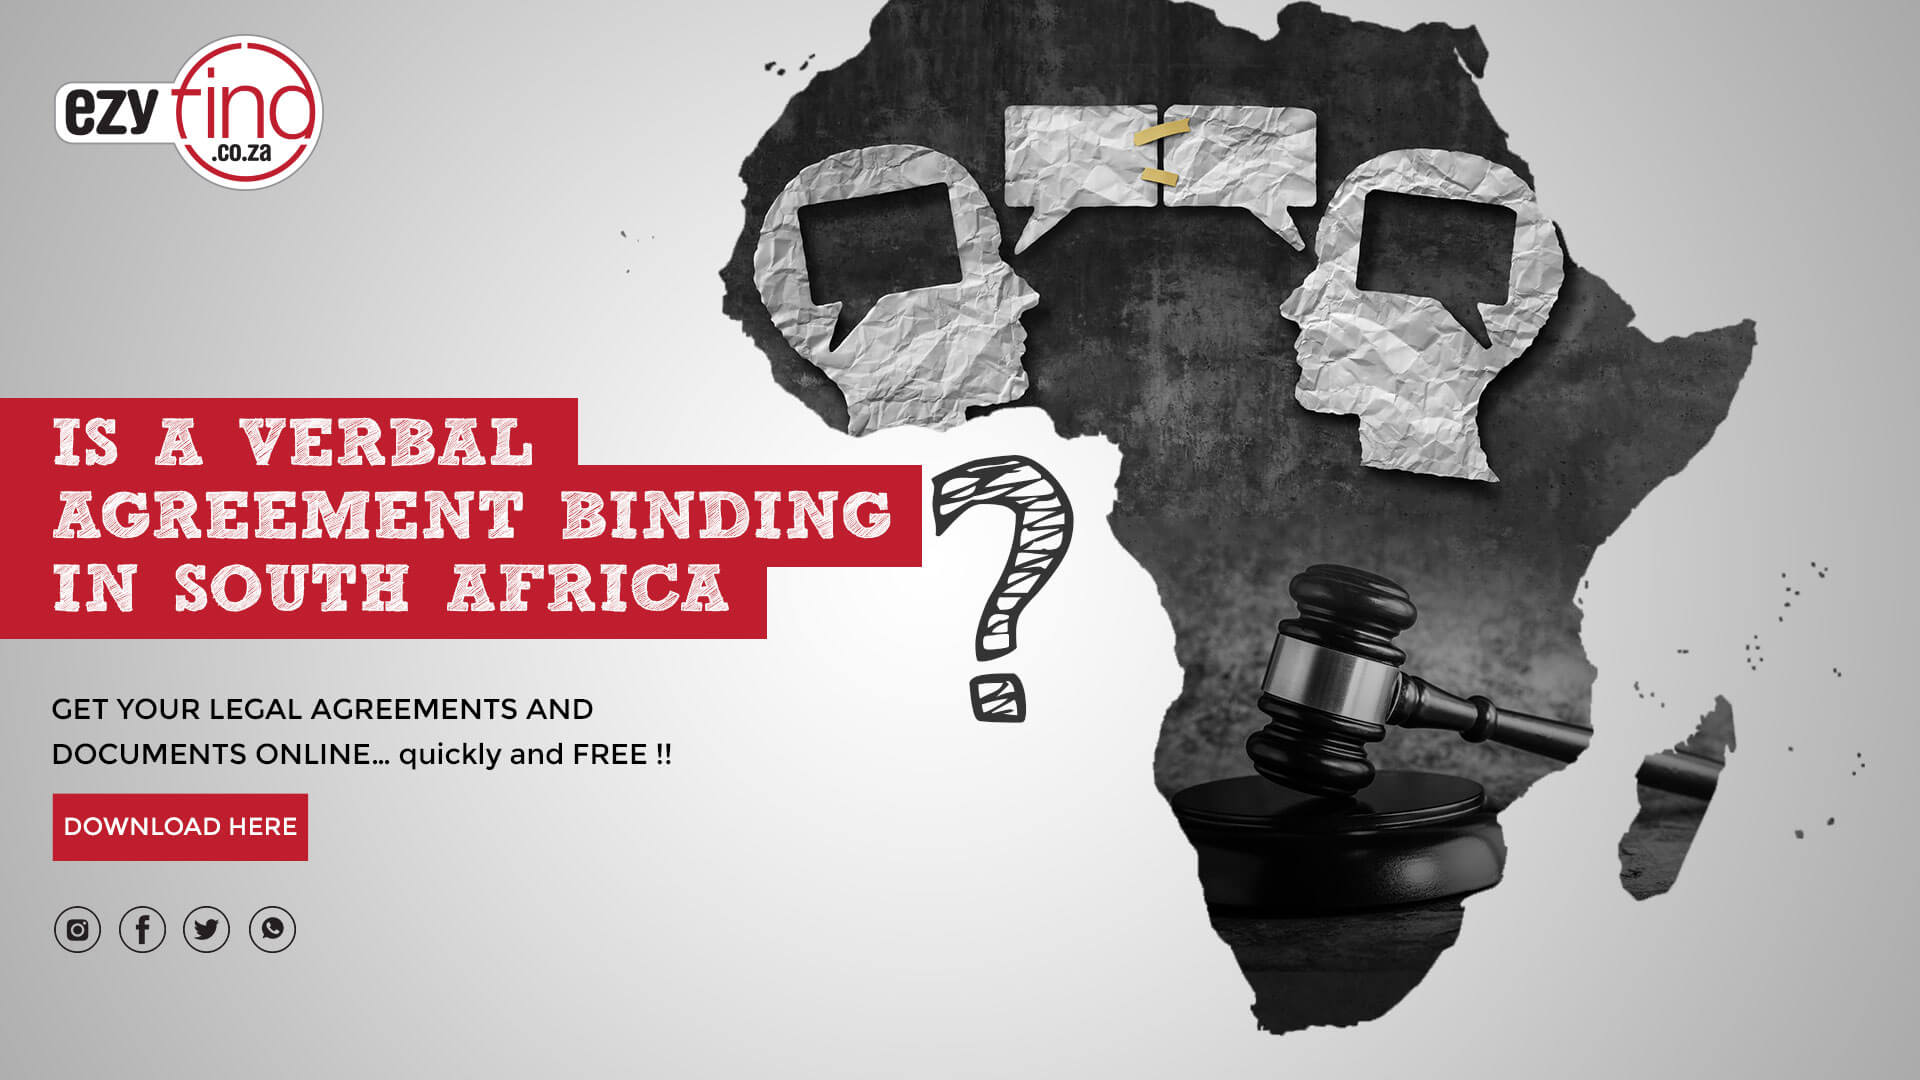 ezy find
.co.za
IS A VERBAL
AGREEMENT BINDING
IN SOUTH AFRICA
?
GET YOUR LEGAL AGREEMENTS AND
DOCUMENTS ONLINE... quickly and FREE !!
DOWNLOAD HERE